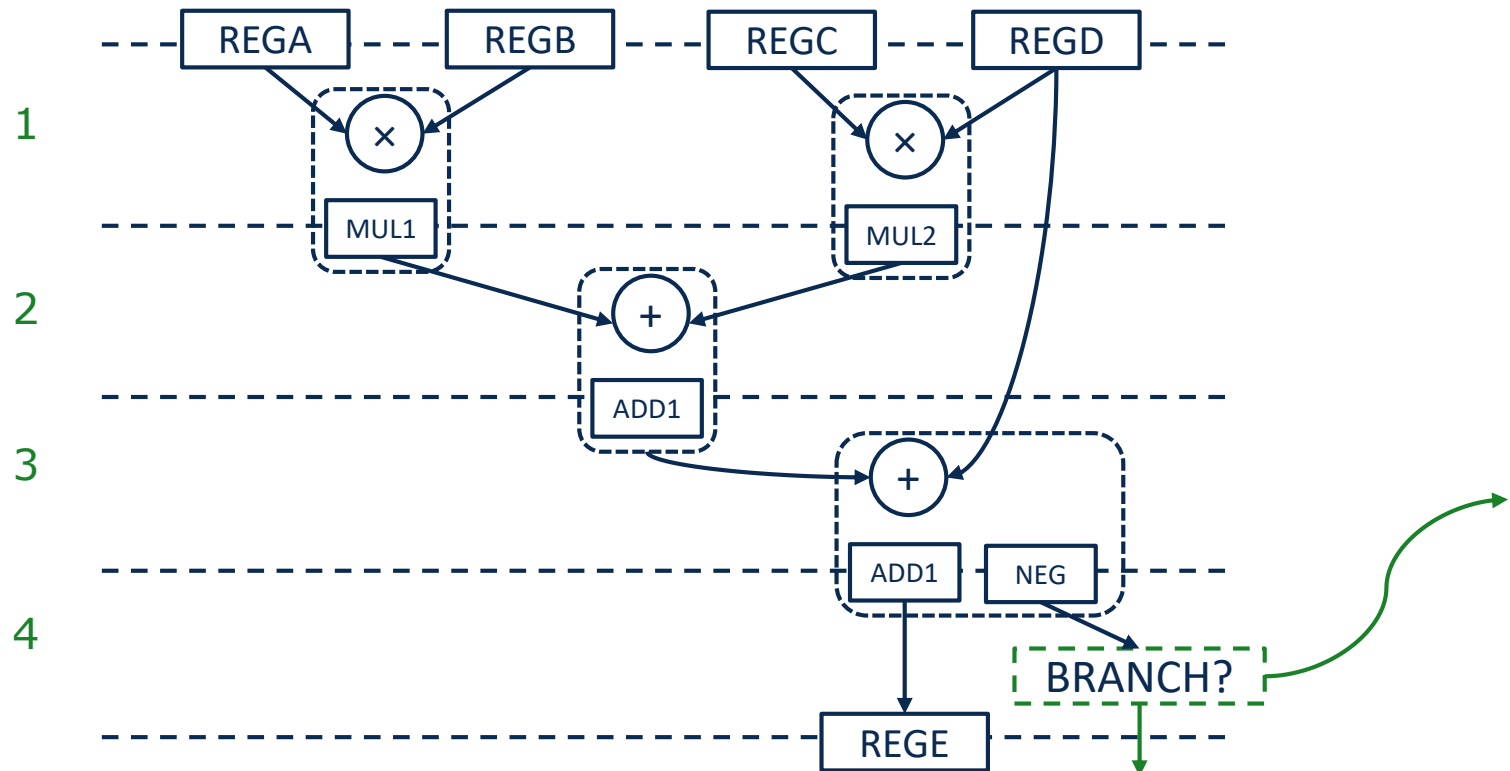 REGA REGB REGC REGD
1
× ×
MUL1 MUL2
2
+
ADD1
3
+
ADD1 NEG
4
BRANCH?
REGE